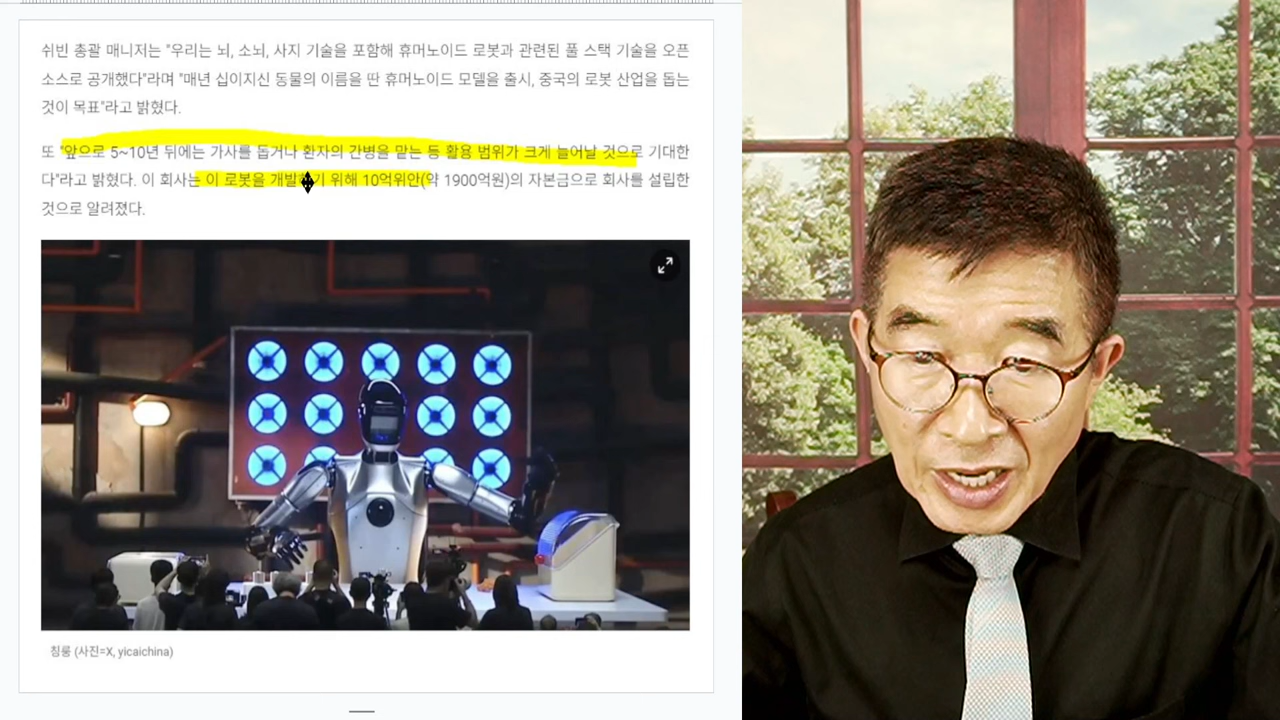 쉬빈 총괄 매니저는 "우리는 뇌, 소뇌, 사지 기술을 포함해 휴머노이드 로봇과 관련된 풀 스택 기술을 오픈
소스로 공개했다"라며 "매년 십이지신 동물의 이름을 딴 휴머노이드 모델을 출시, 중국의 로봇 산업을 돕는
것이 목표"라고 밝혔다.
또 "앞으로 5~10년 뒤에는 가사를 돕거나 환자의 간병을 맡는 등 활용 범위가 크게 늘어날 것으로 기대한
다"라고 밝혔다. 이 회사는 이 로봇을 개발하기 위해 10억위안(약 1900억원)의 자본금으로 회사를 설립한
것으로 알려졌다.
칭룽 (사진=X, yicaichina)